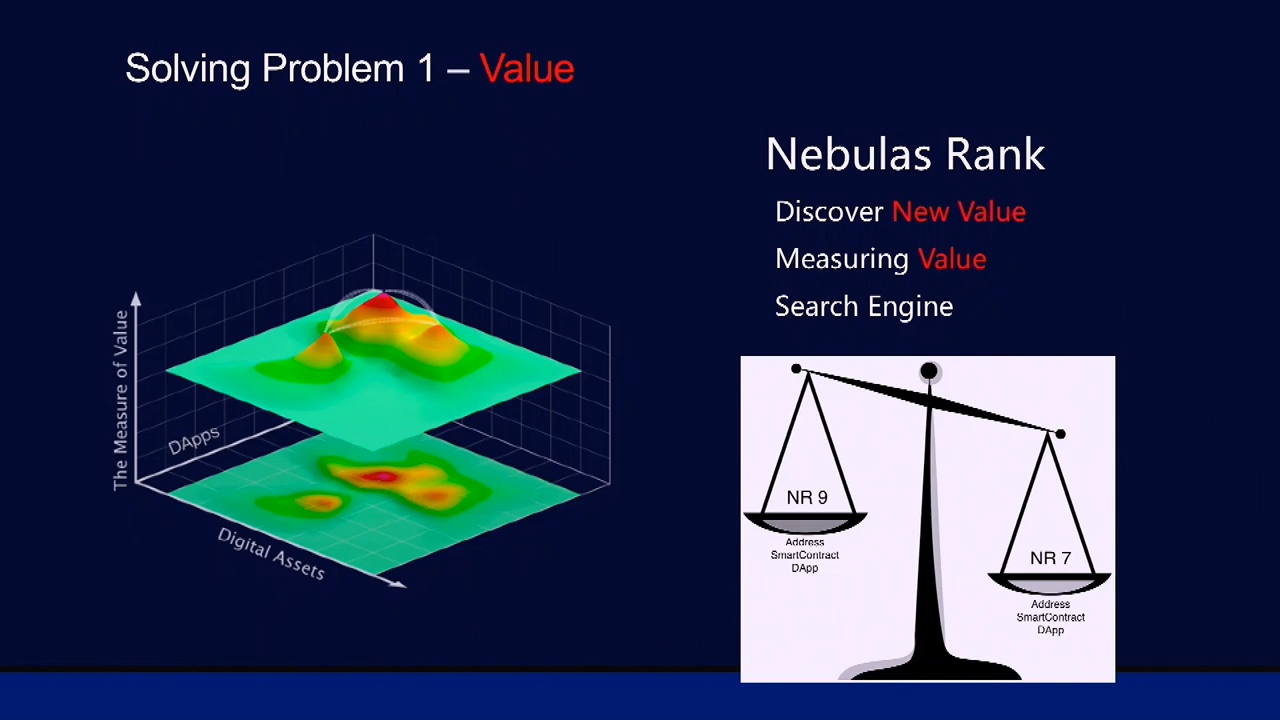 Solving Problem 1 – Value
Nebulas Rank
Discover New Value
Measuring Value
Search Engine
The Measure of Value
DApps
Digital Assets
NR 9
Address
SmartContract
DApp
NR 7
Address
SmartContract
DApp